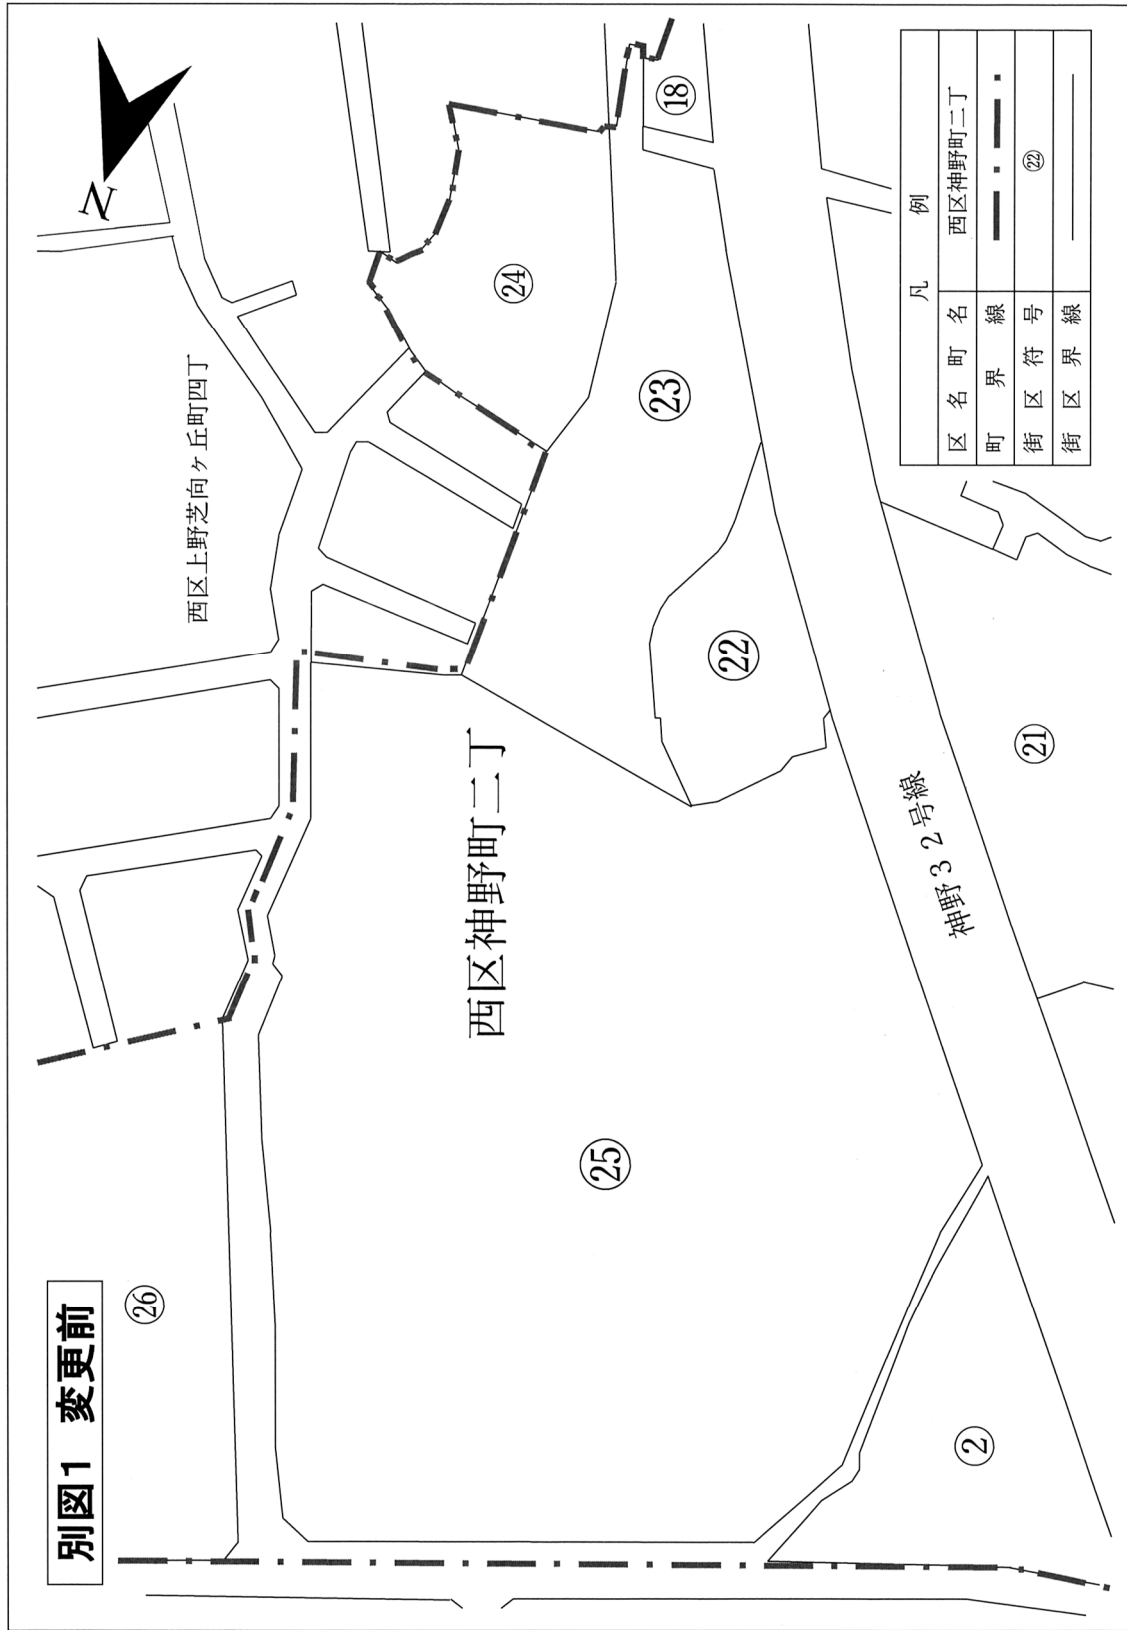 別図1 変更前
N
西区上野芝向ヶ丘町四丁
西区神野町二丁
神野32号線
⑱
㉔
㉓
㉒
㉑
㉕
㉖
②
凡例
区名町名 西区神野町二丁
町界線
街区符号 ㉒
街区界線